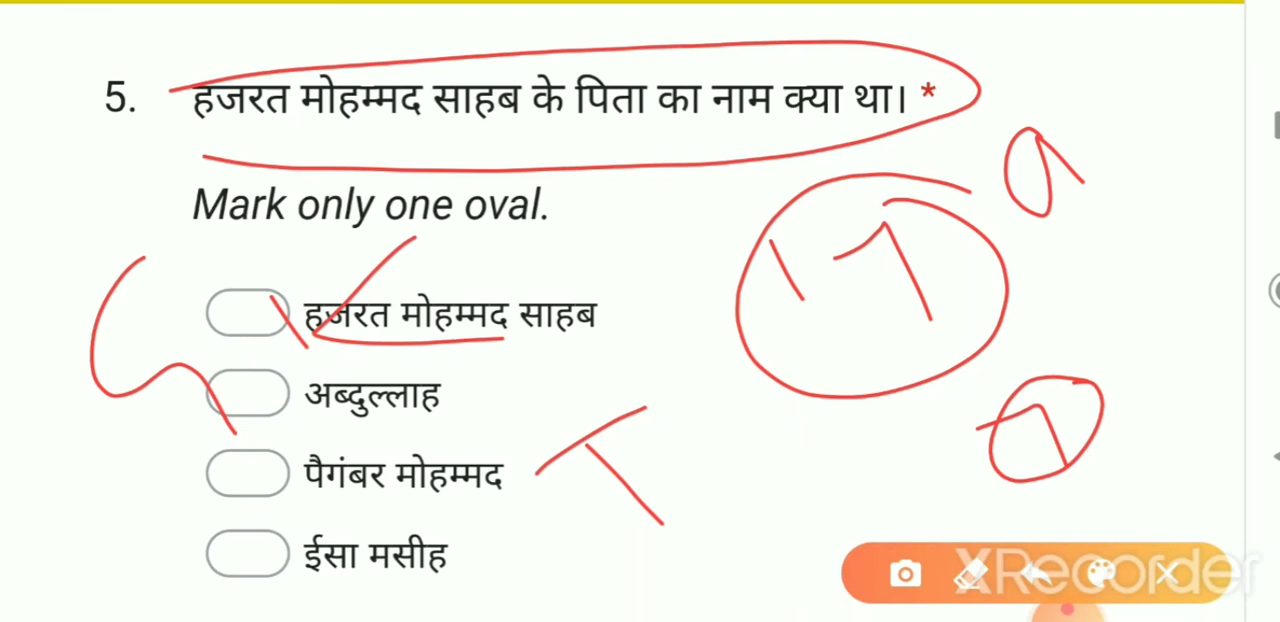 5. हजरत मोहम्मद साहब के पिता का नाम क्या था। *
Mark only one oval.
हजरत मोहम्मद साहब
अब्दुल्लाह
पैगंबर मोहम्मद
ईसा मसीह
XRecorder